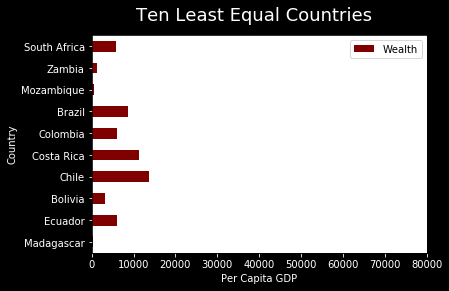 Ten Least Equal Countries
Wealth
Country
South Africa
Zambia
Mozambique
Brazil
Colombia
Costa Rica
Chile
Bolivia
Ecuador
Madagascar
0 10000 20000 30000 40000 50000 60000 70000 80000
Per Capita GDP